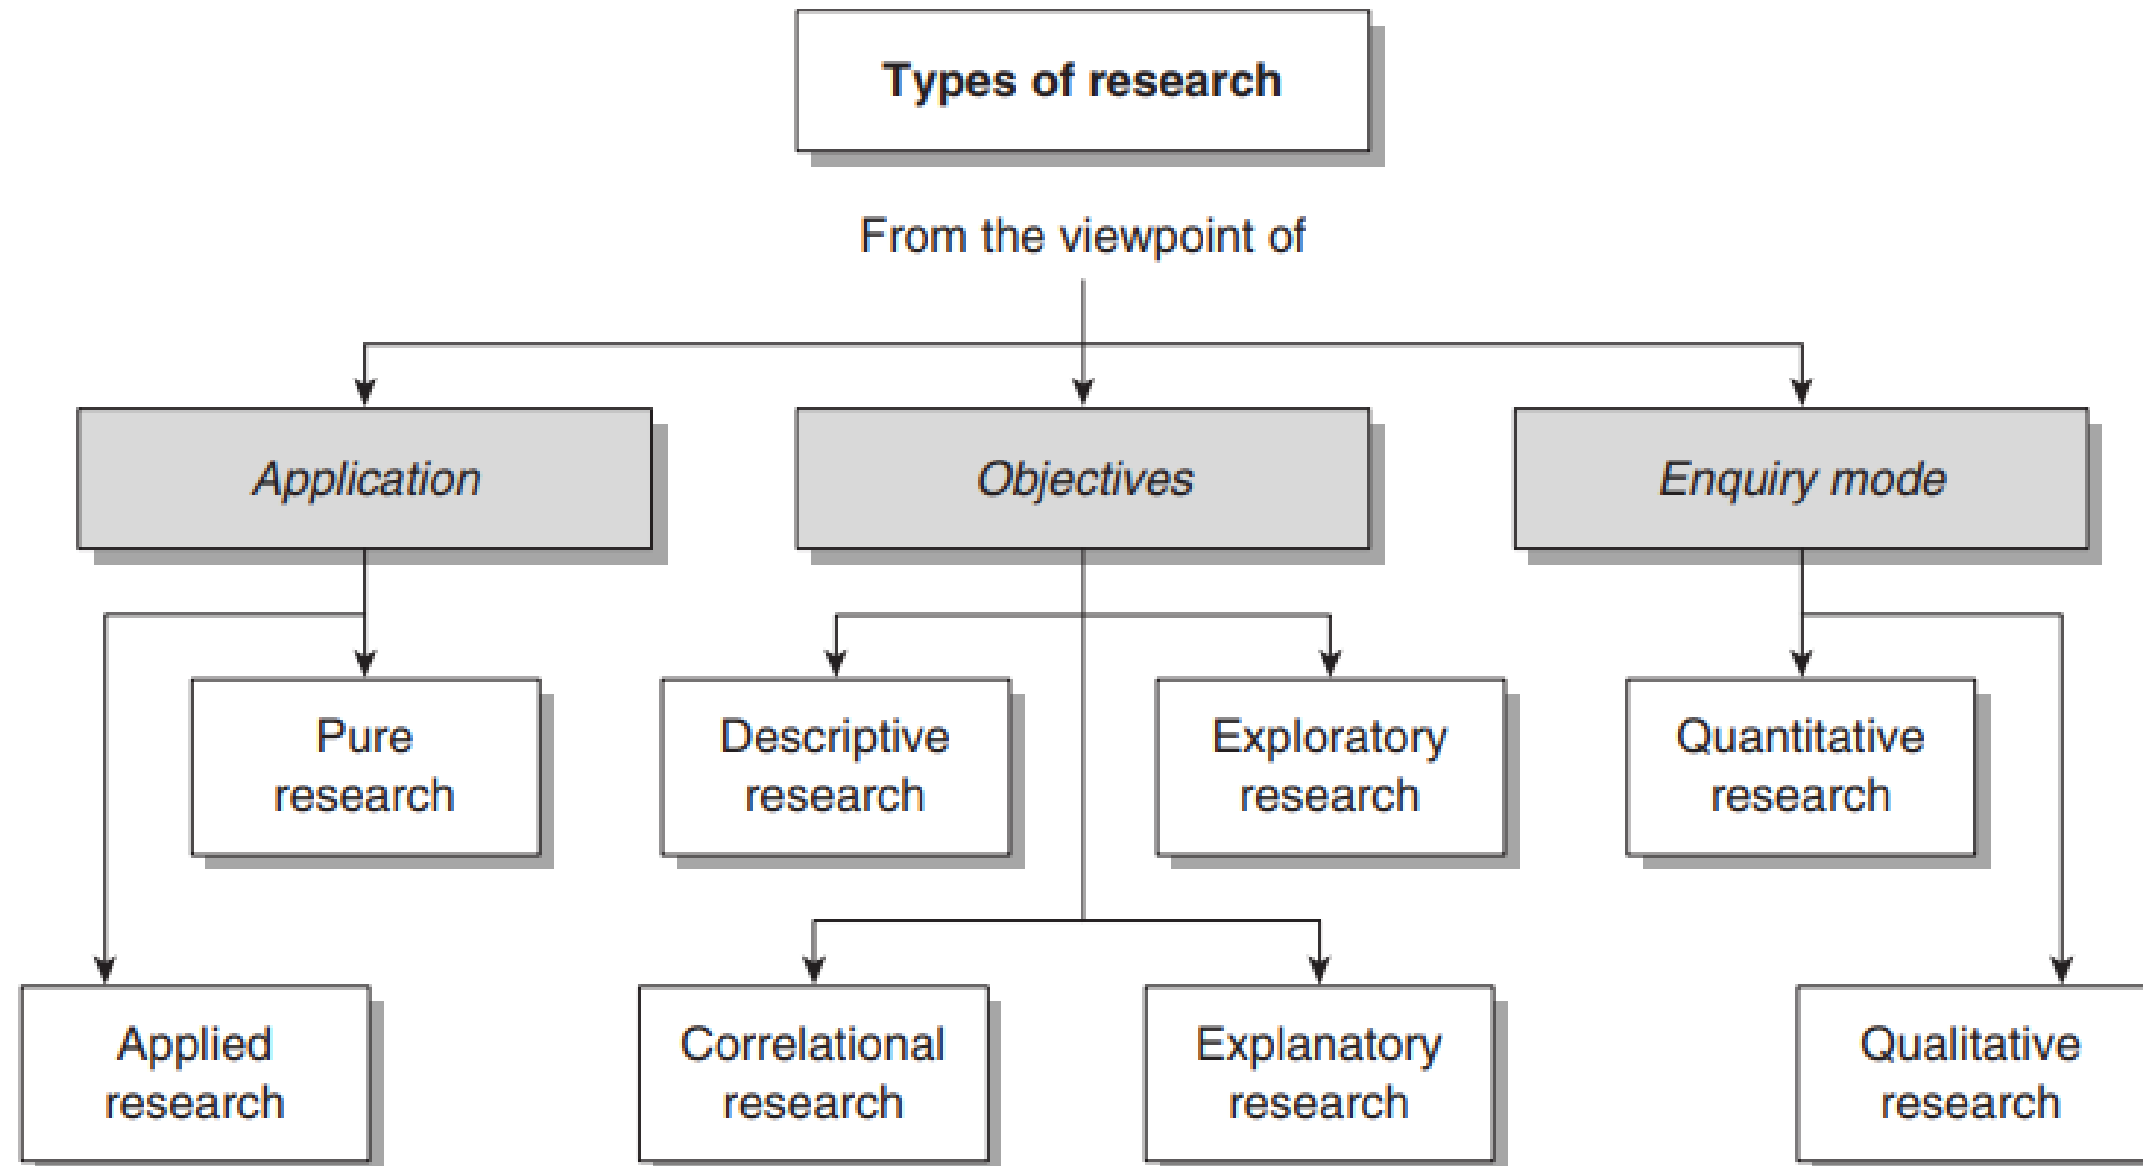 Types of research
From the viewpoint of
Application
Objectives
Enquiry mode
Pure
research
Descriptive
research
Exploratory
research
Quantitative
research
Applied
research
Correlational
research
Explanatory
research
Qualitative
research